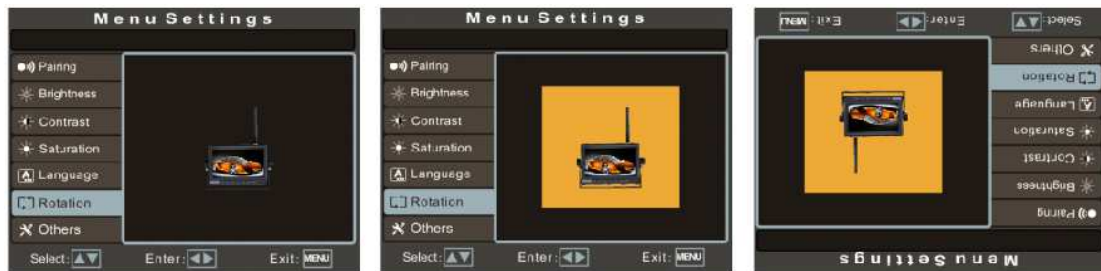 Menu Settings
Pairing
Brightness
Contrast
Saturation
Language
Rotation
Others
Select: Enter: Exit: MENU
Menu Settings
Pairing
Brightness
Contrast
Saturation
Language
Rotation
Others
Select: Enter: Exit: MENU
Menu Settings
Pairing
Brightness
Contrast
Saturation
Language
Rotation
Others
Select: Enter: Exit: MENU